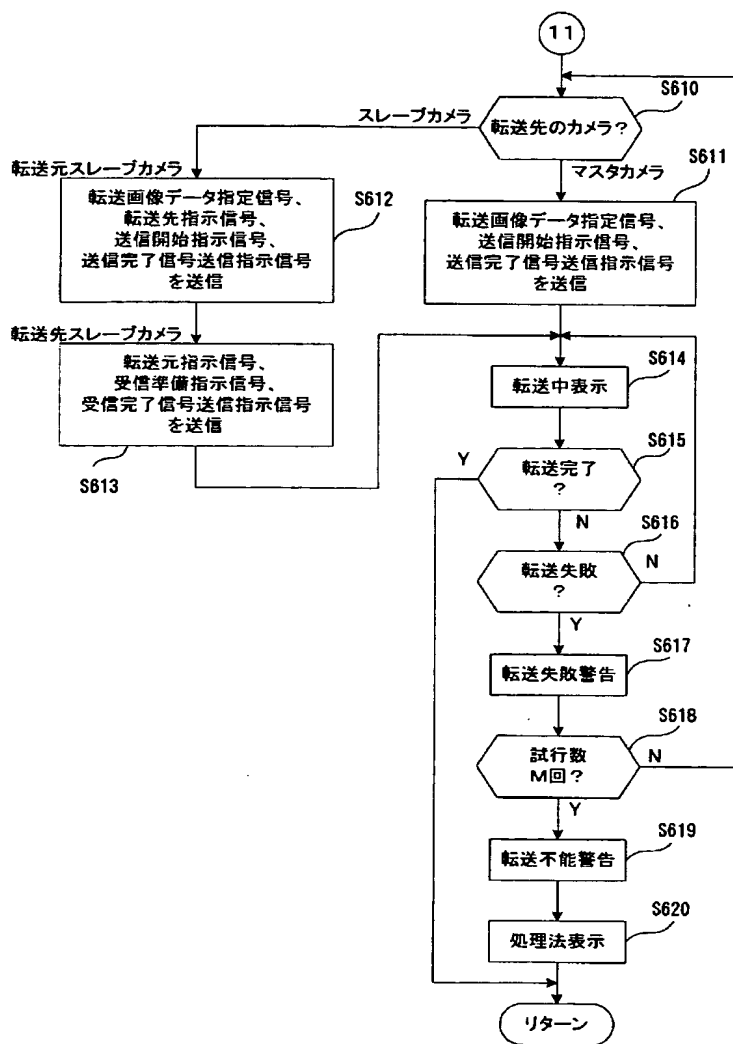 11
S610
スレーブカメラ
転送先のカメラ?
マスタカメラ
S611
転送元スレーブカメラ
転送画像データ指定信号、
転送先指示信号、
送信開始指示信号、
送信完了信号送信指示信号
を送信
S612
転送画像データ指定信号、
送信開始指示信号、
送信完了信号送信指示信号
を送信
転送先スレーブカメラ
転送元指示信号、
受信準備指示信号、
受信完了信号送信指示信号
を送信
S613
S614
転送中表示
S615
Y
転送完了
?
N
S616
転送失敗
?
N
Y
S617
転送失敗警告
S618
試行数
M回?
N
Y
S619
転送不能警告
S620
処理法表示
リターン